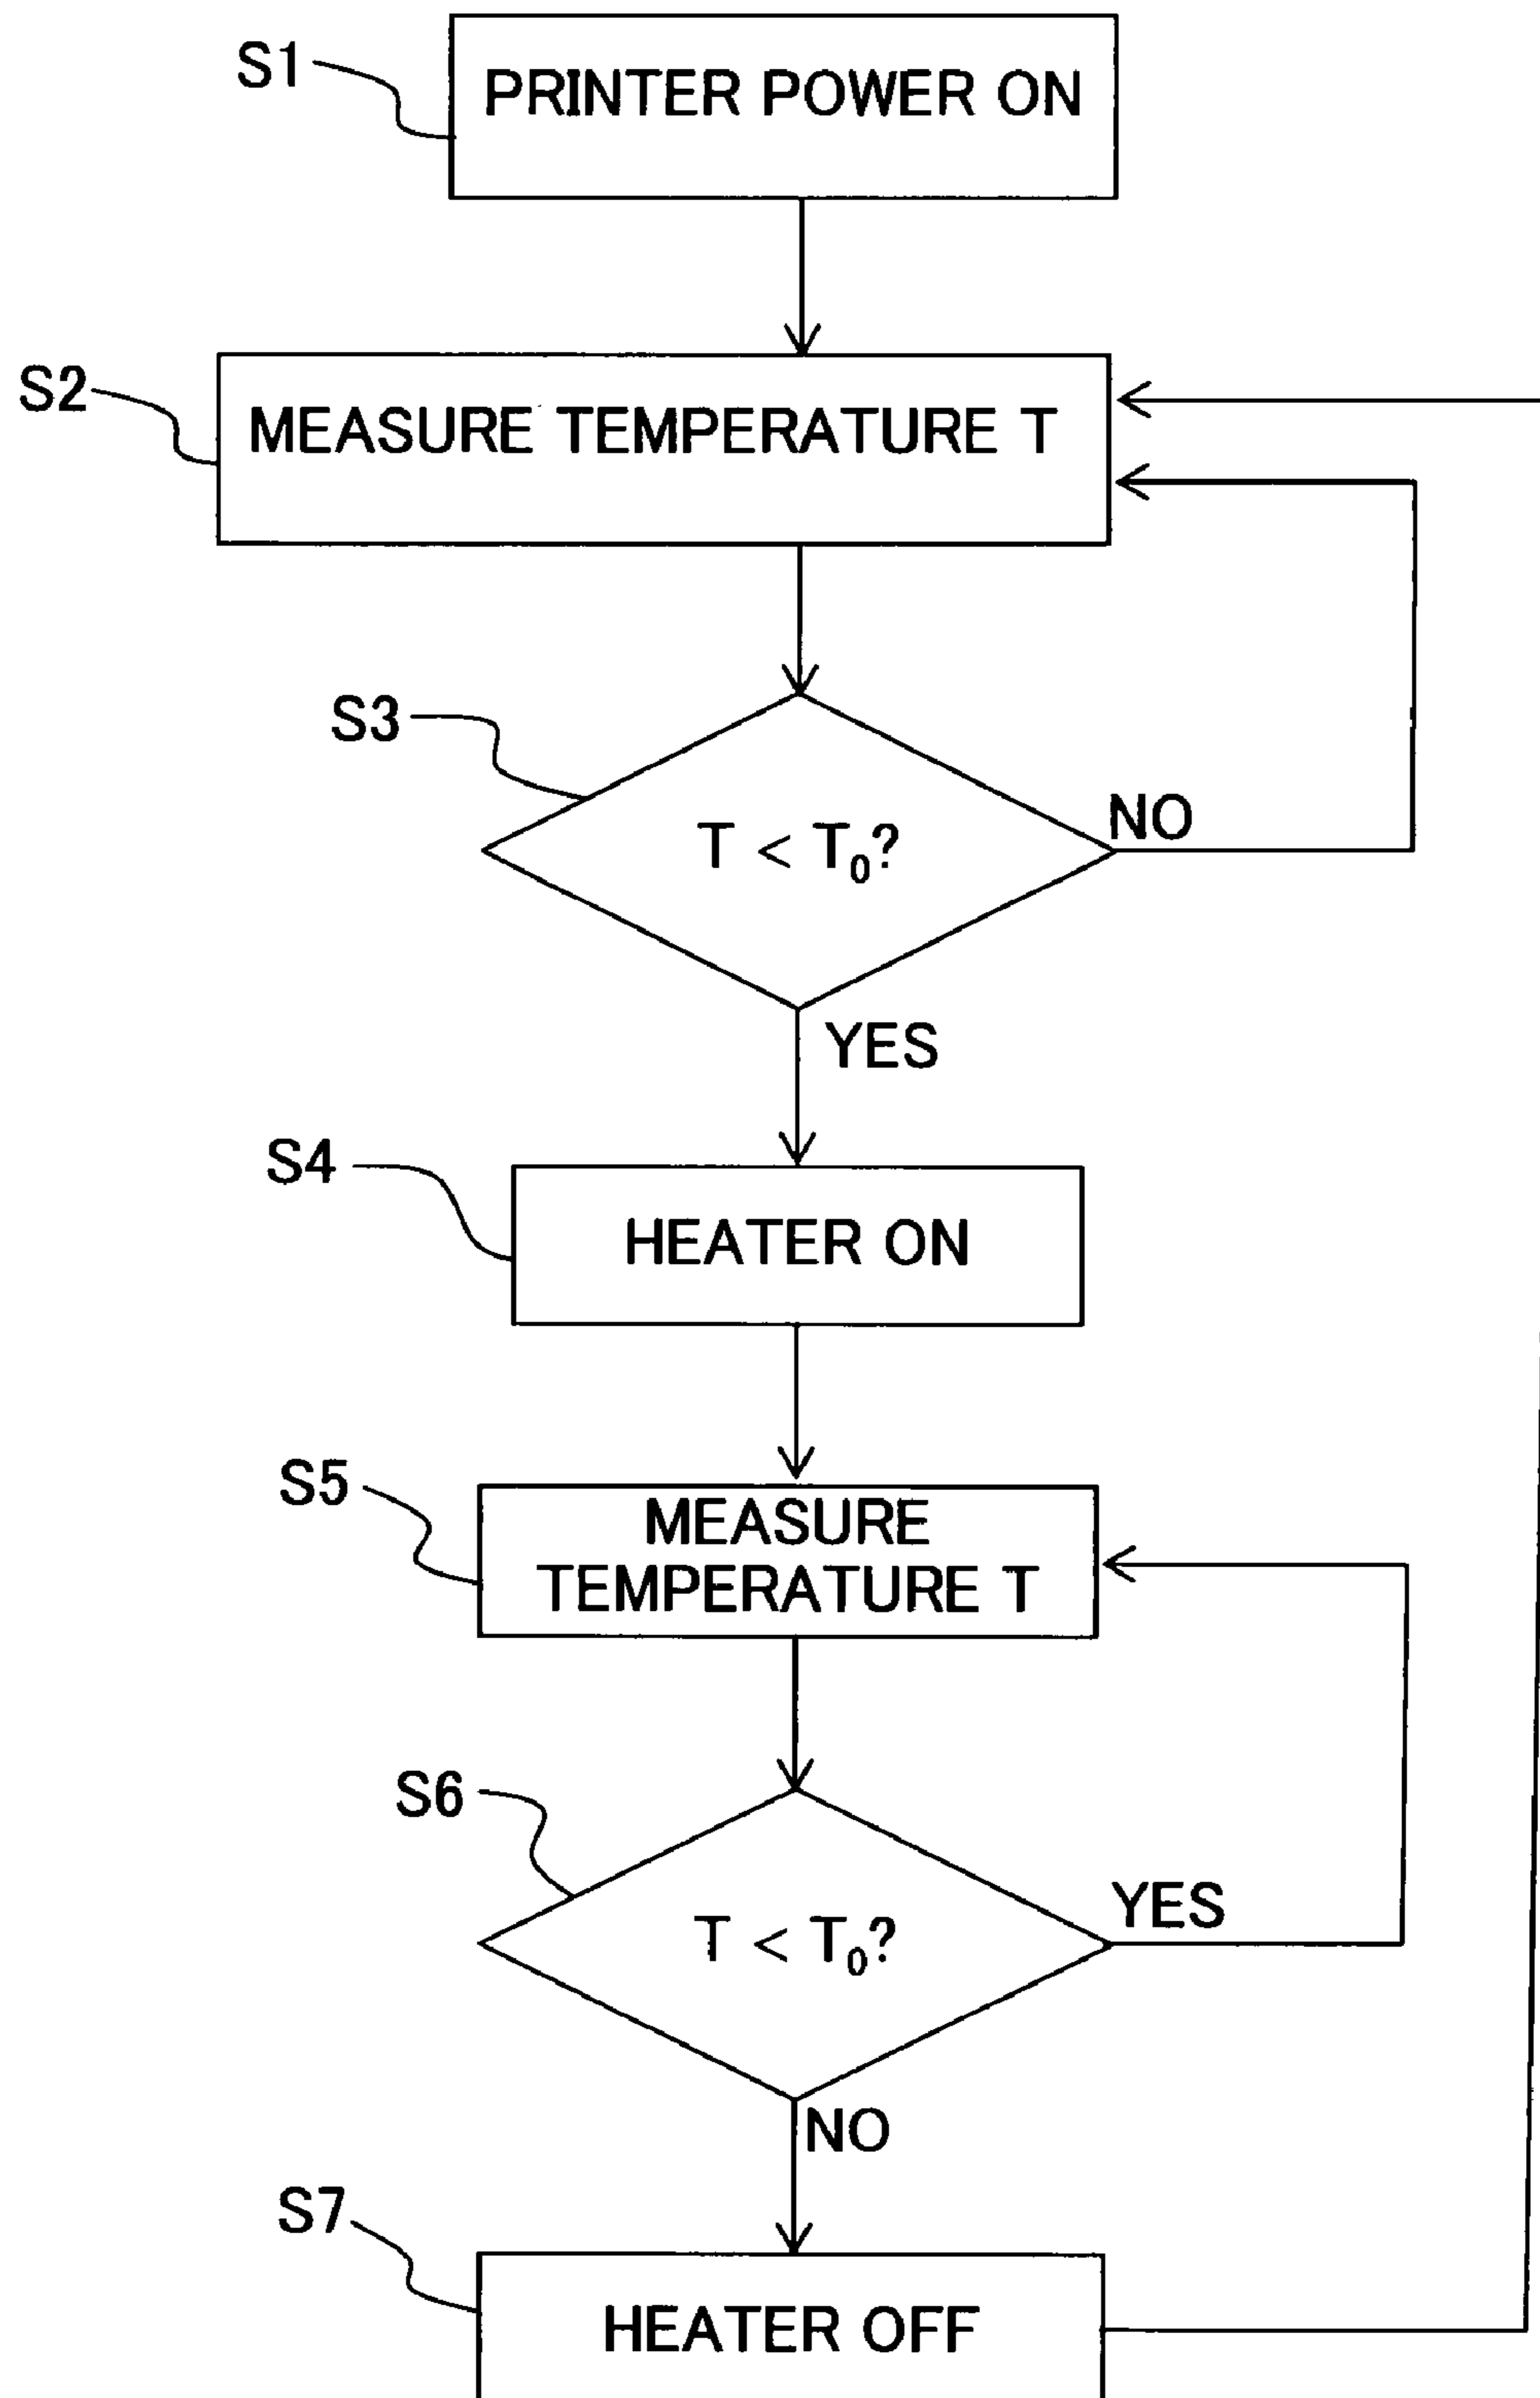 S1
PRINTER POWER ON
S2
MEASURE TEMPERATURE T
S3
T < T₀?
NO
YES
S4
HEATER ON
S5
MEASURE
TEMPERATURE T
S6
T < T₀?
YES
NO
S7
HEATER OFF